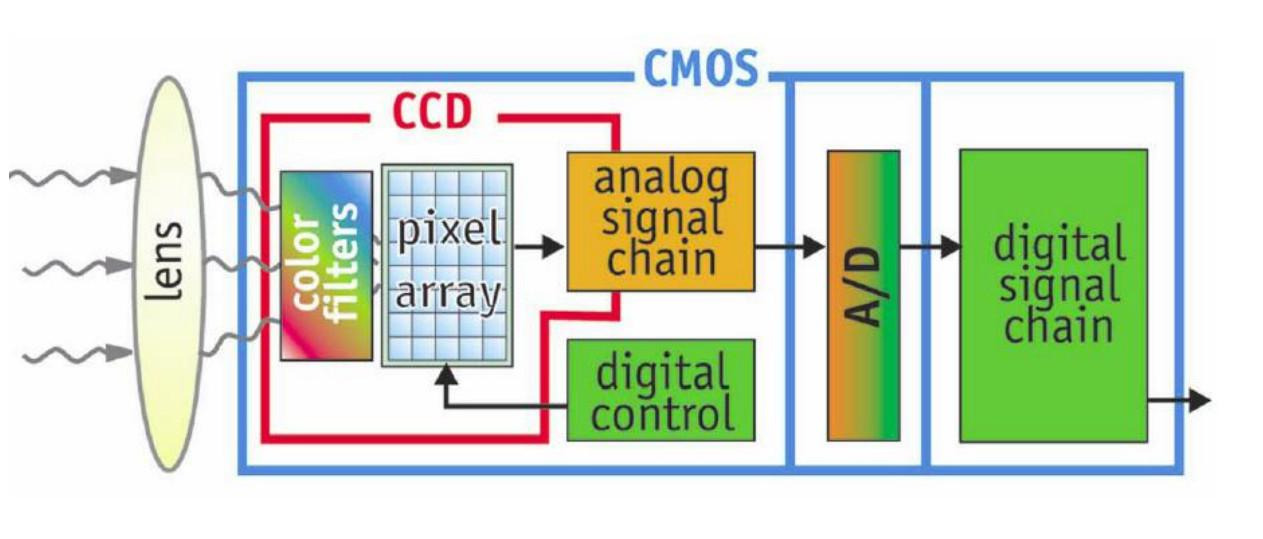 CMOS
CCD
lens
color
filters
pixel
array
analog
signal
chain
digital
control
A/D
digital
signal
chain